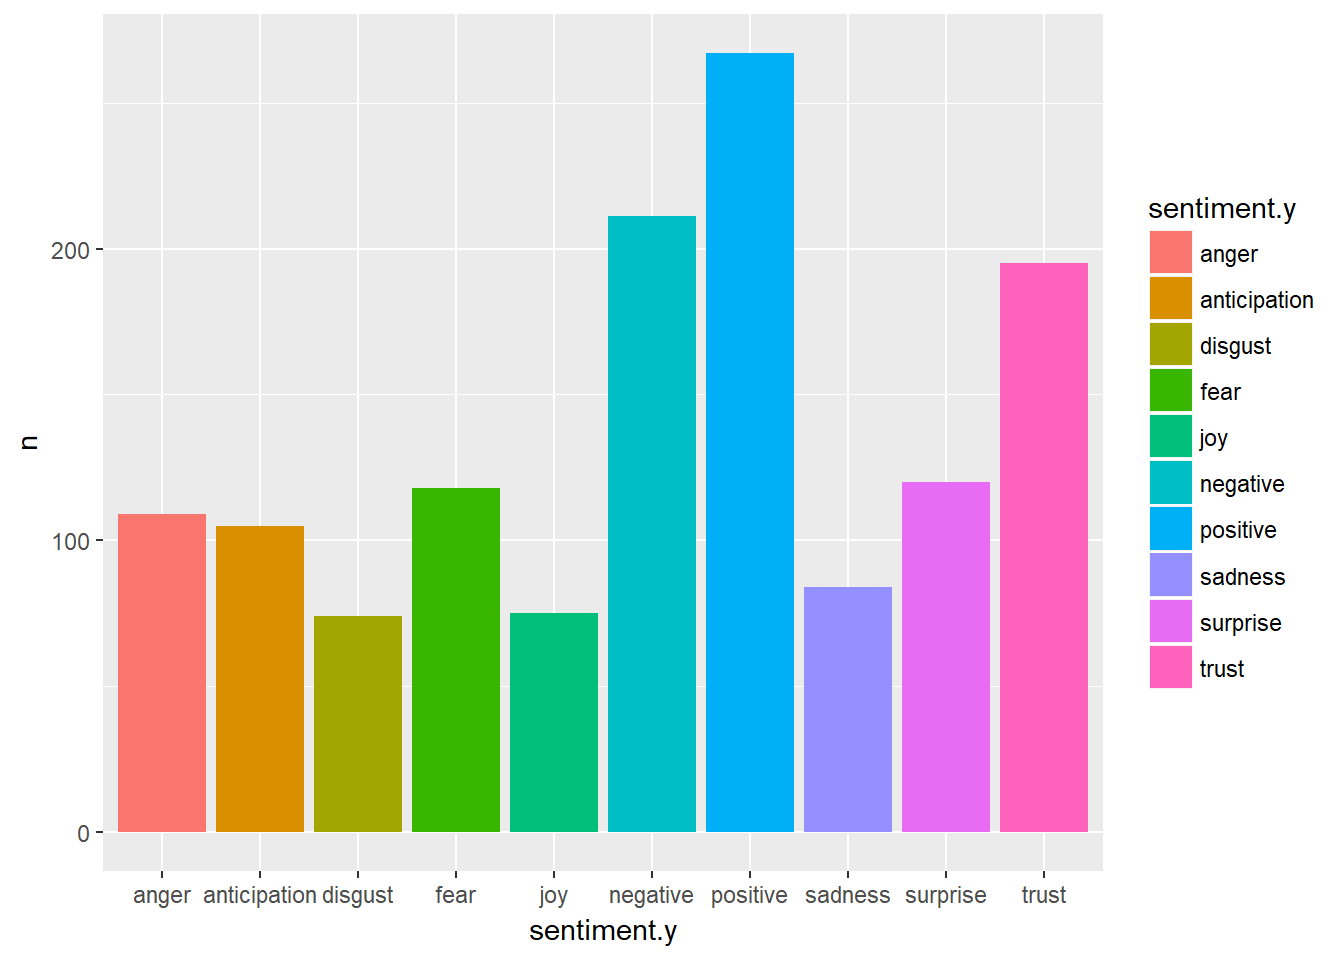 n
200
100
0
anger anticipation disgust fear joy negative positive sadness surprise trust
sentiment.y
sentiment.y
anger
anticipation
disgust
fear
joy
negative
positive
sadness
surprise
trust